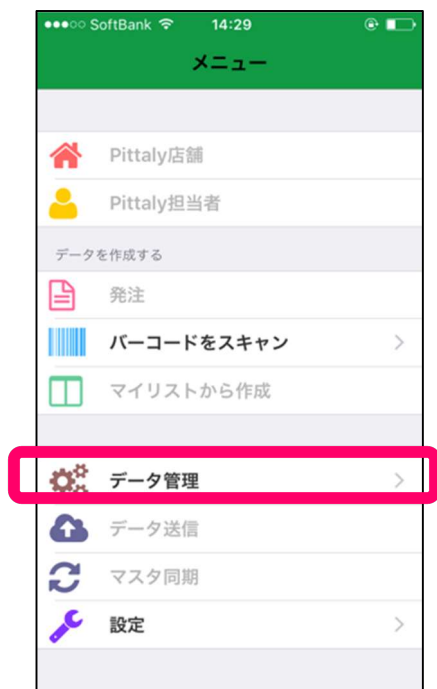 SoftBank 14:29
メニュー
Pittaly店舗
Pittaly担当者
データを作成する
発注
バーコードをスキャン
マイリストから作成
データ管理
データ送信
マスタ同期
設定